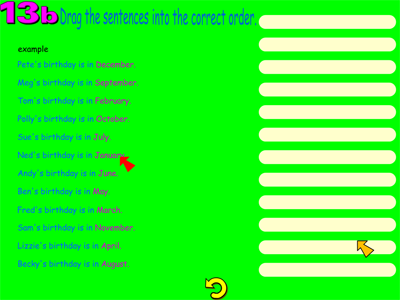 13b Drag the sentences into the correct order.
example
Pete's birthday is in December.
Meg's birthday is in September.
Tom's birthday is in February.
Polly's birthday is in October.
Sue's birthday is in July.
Ned's birthday is in January.
Andy's birthday is in June.
Ben's birthday is in May.
Fred's birthday is in March.
Sam's birthday is in November.
Lizzie's birthday is in April.
Becky's birthday is in August.